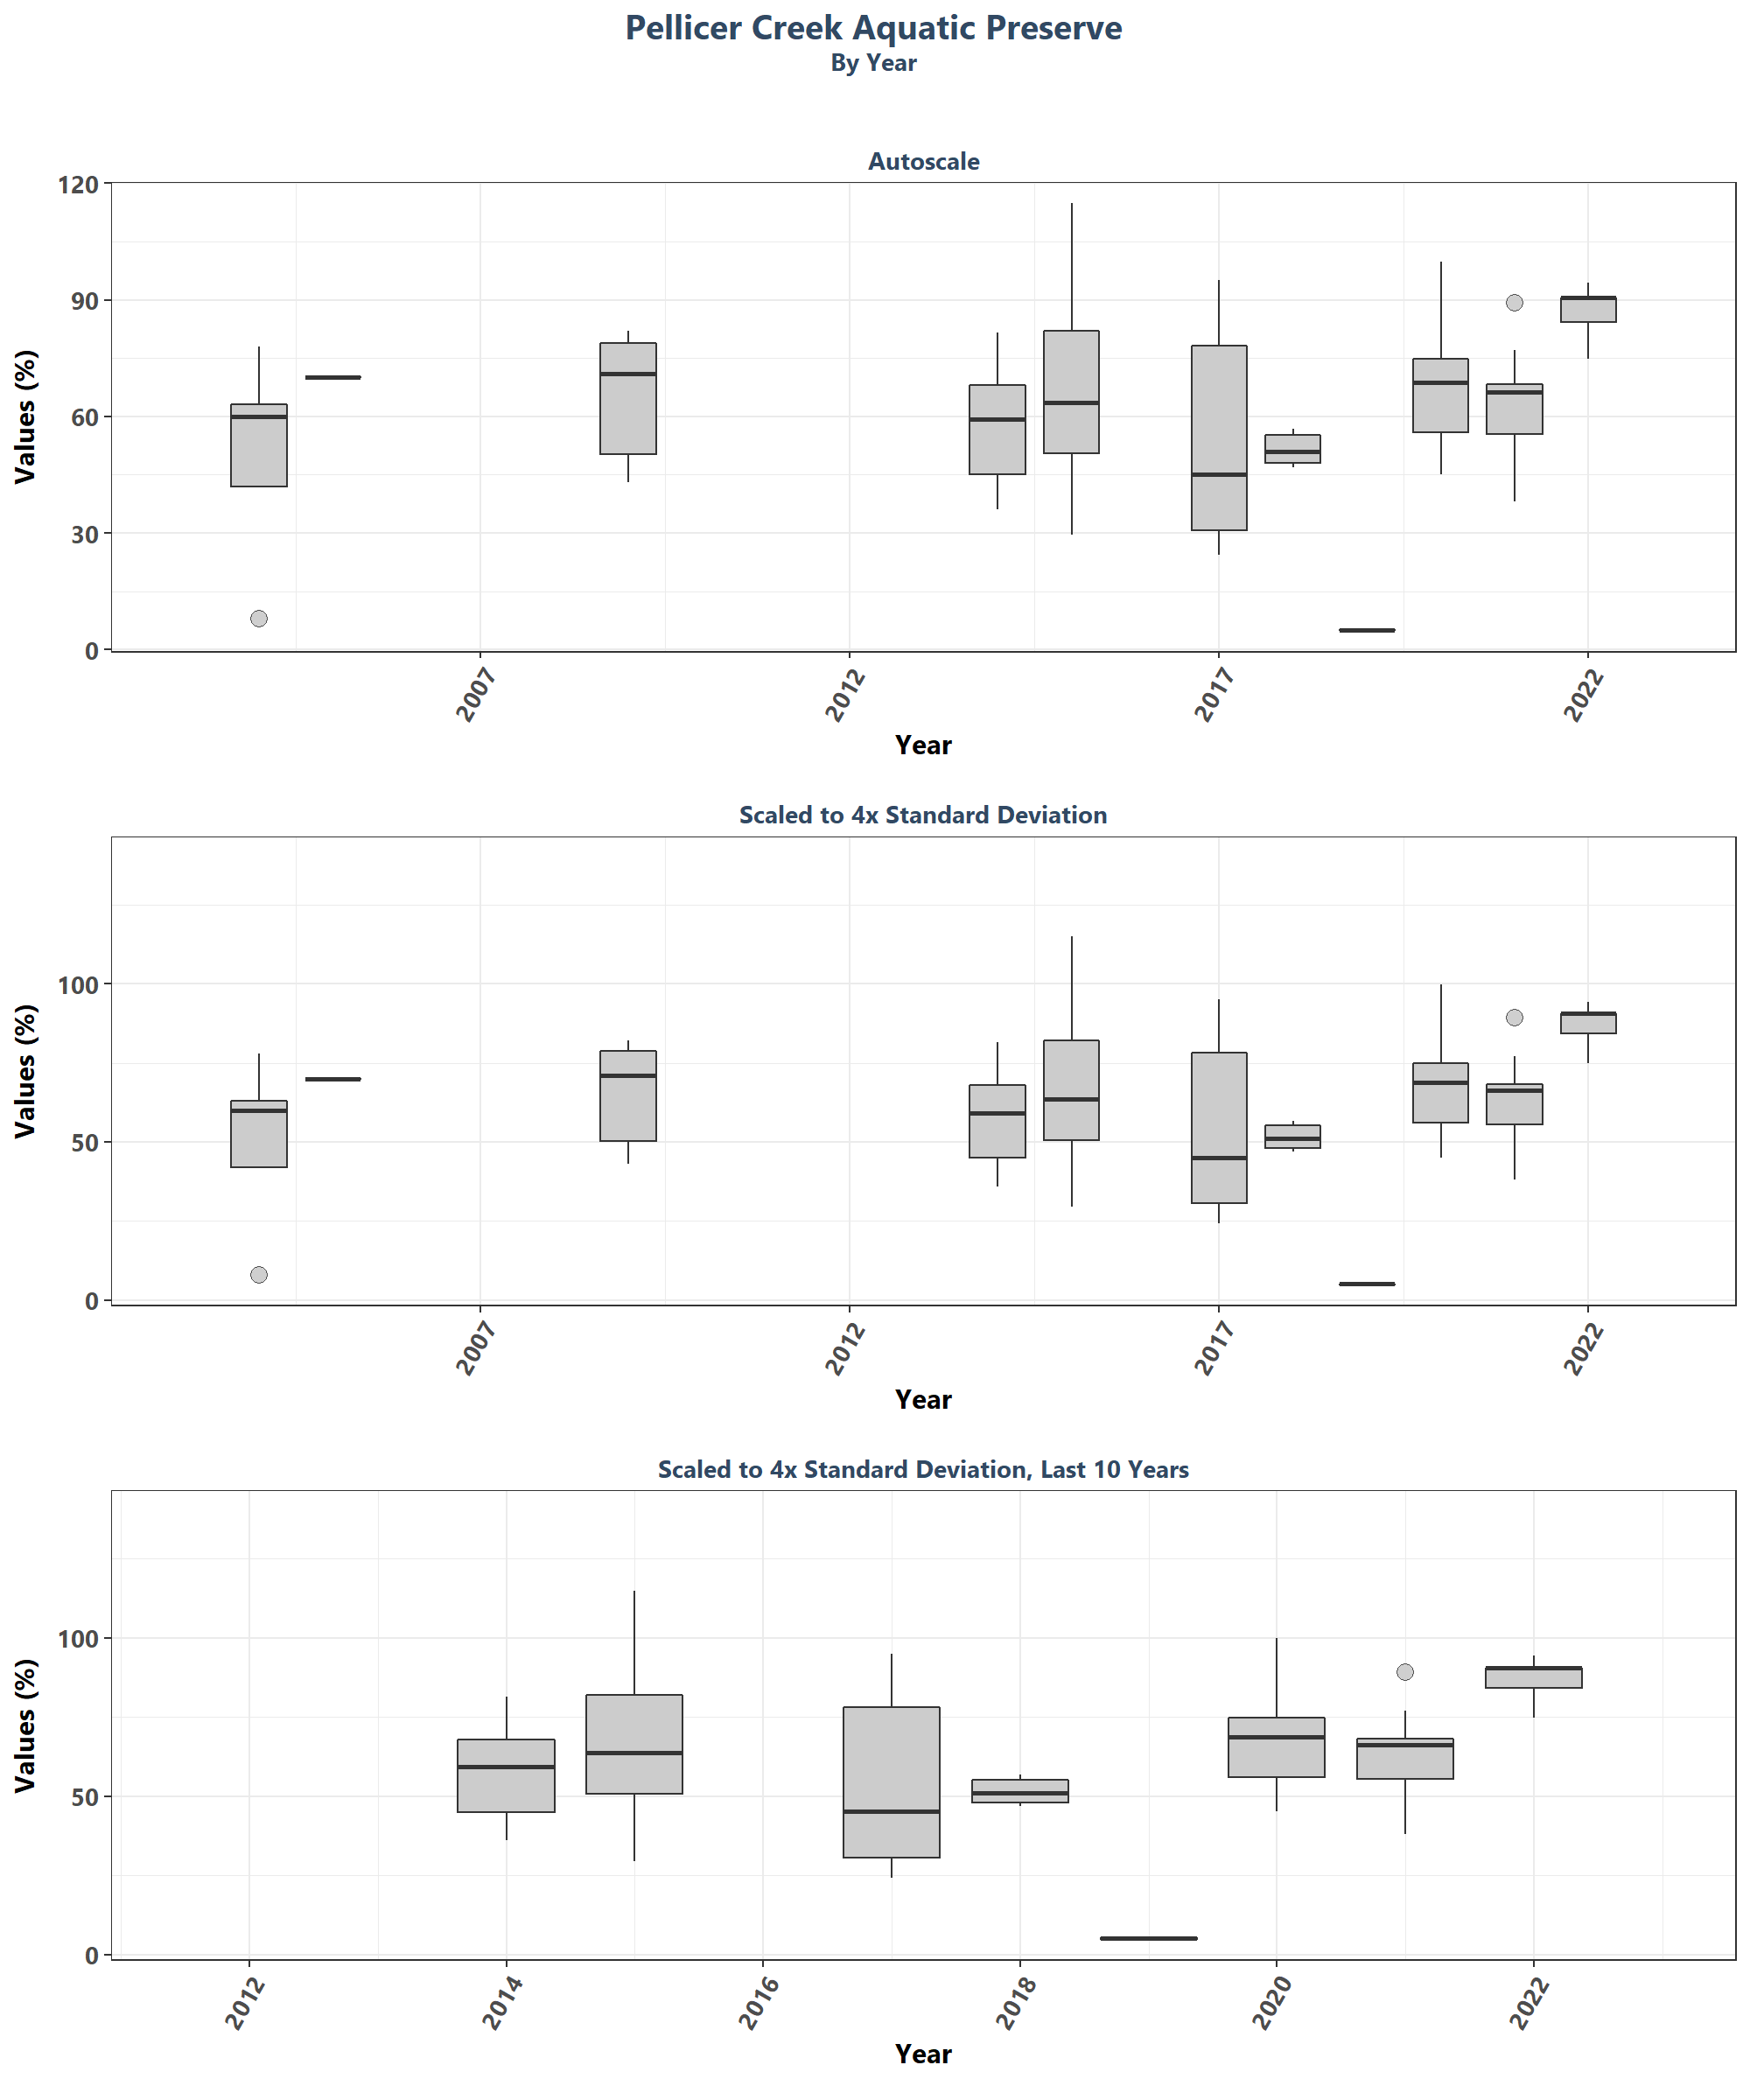 Pellicer Creek Aquatic Preserve
By Year
Autoscale
120
90
60
30
0
Values (%)
2007
2012
2017
2022
Year
Scaled to 4x Standard Deviation
100
50
0
Values (%)
2007
2012
2017
2022
Year
Scaled to 4x Standard Deviation, Last 10 Years
100
50
0
Values (%)
2012
2014
2016
2018
2020
2022
Year